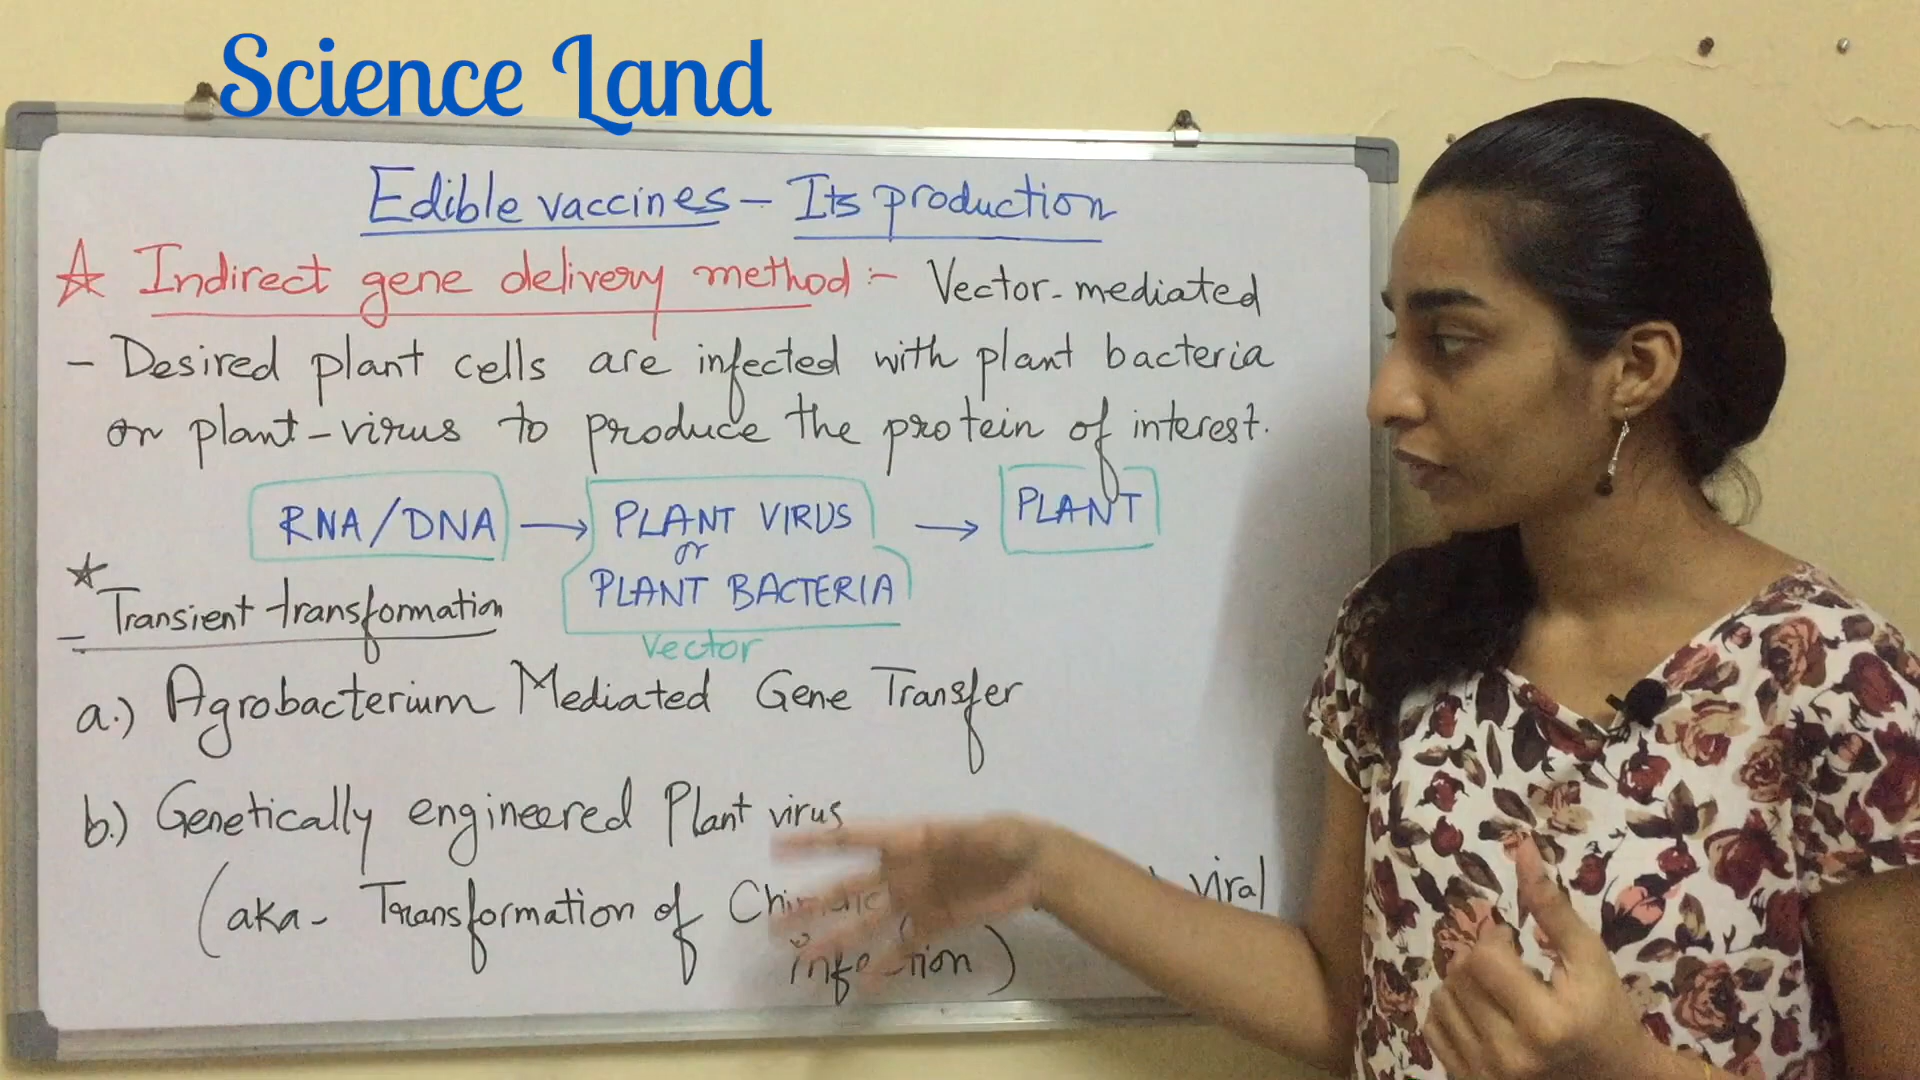 Science Land
Edible vaccines - Its production
☆ Indirect gene delivery method :- Vector-mediated
- Desired plant cells are infected with plant bacteria
or plant-virus to produce the protein of interest.
RNA/DNA → PLANT VIRUS → PLANT
or
PLANT BACTERIA
Vector
☆
- Transient transformation
a.) Agrobacterium Mediated Gene Transfer
b.) Genetically engineered Plant virus
(aka - Transformation of viral
infection)